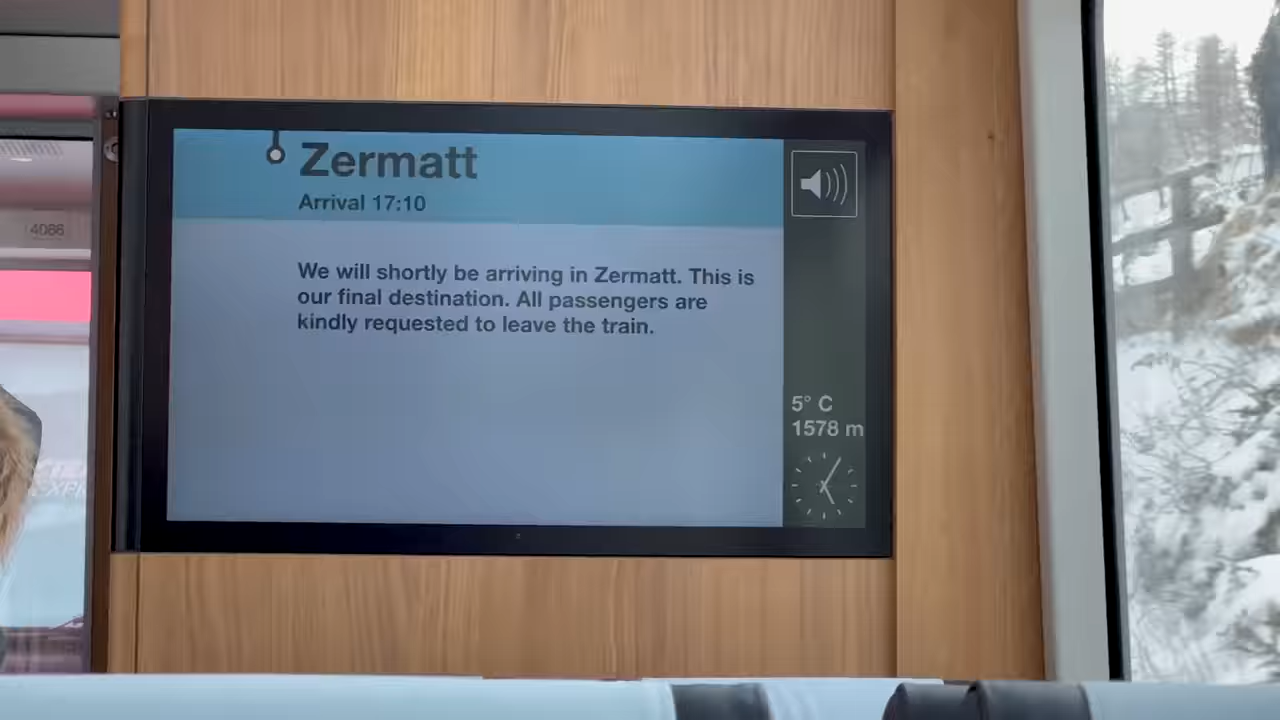 Zermatt
Arrival 17:10
We will shortly be arriving in Zermatt. This is
our final destination. All passengers are
kindly requested to leave the train.
5° C
1578 m
4066